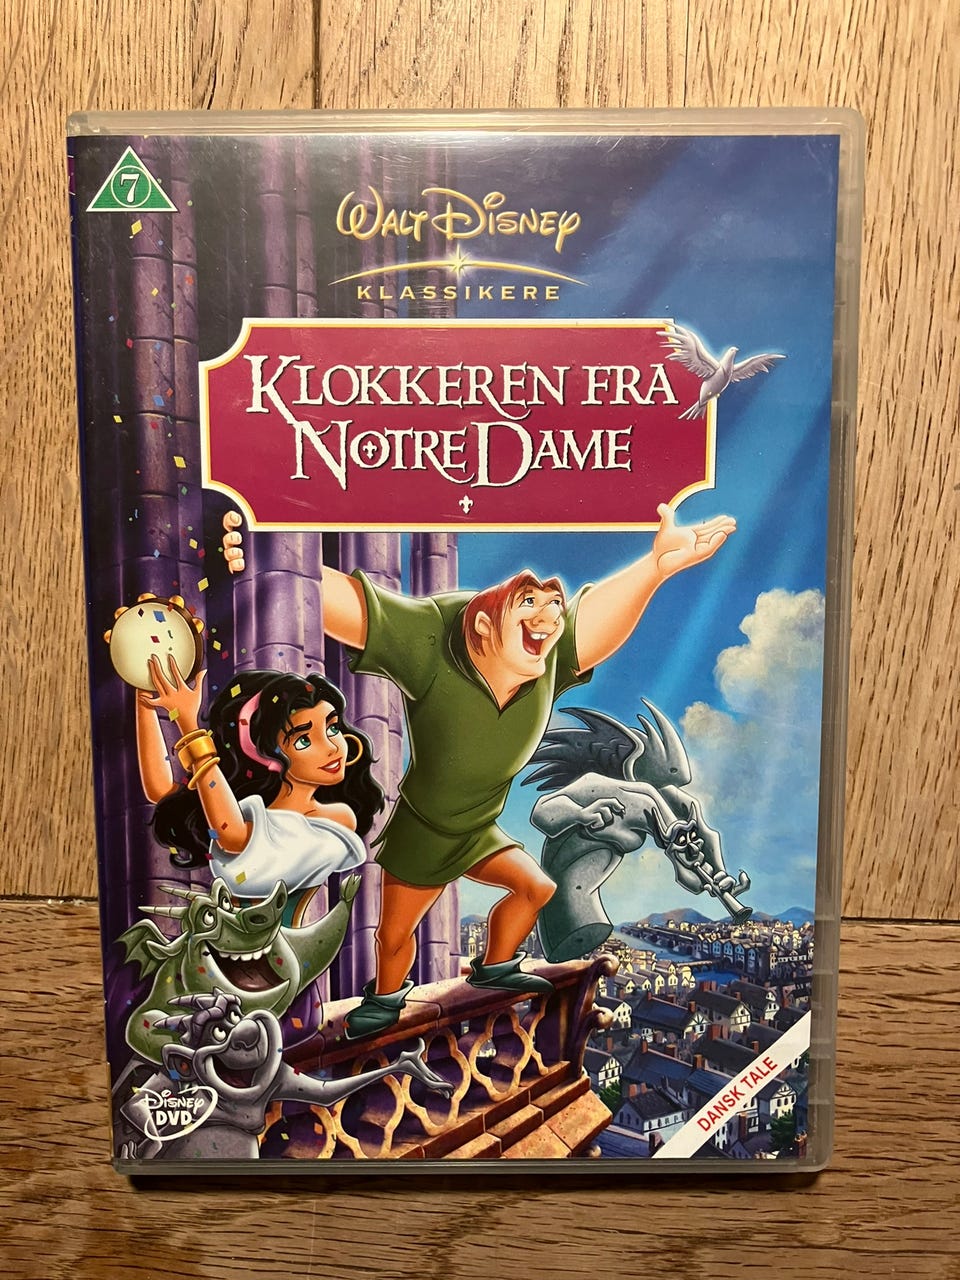 7
WALT DISNEY
KLASSIKERE
KLOKKEREN FRA
NOTRE DAME
DISNEY
DVD
DANSK TALE